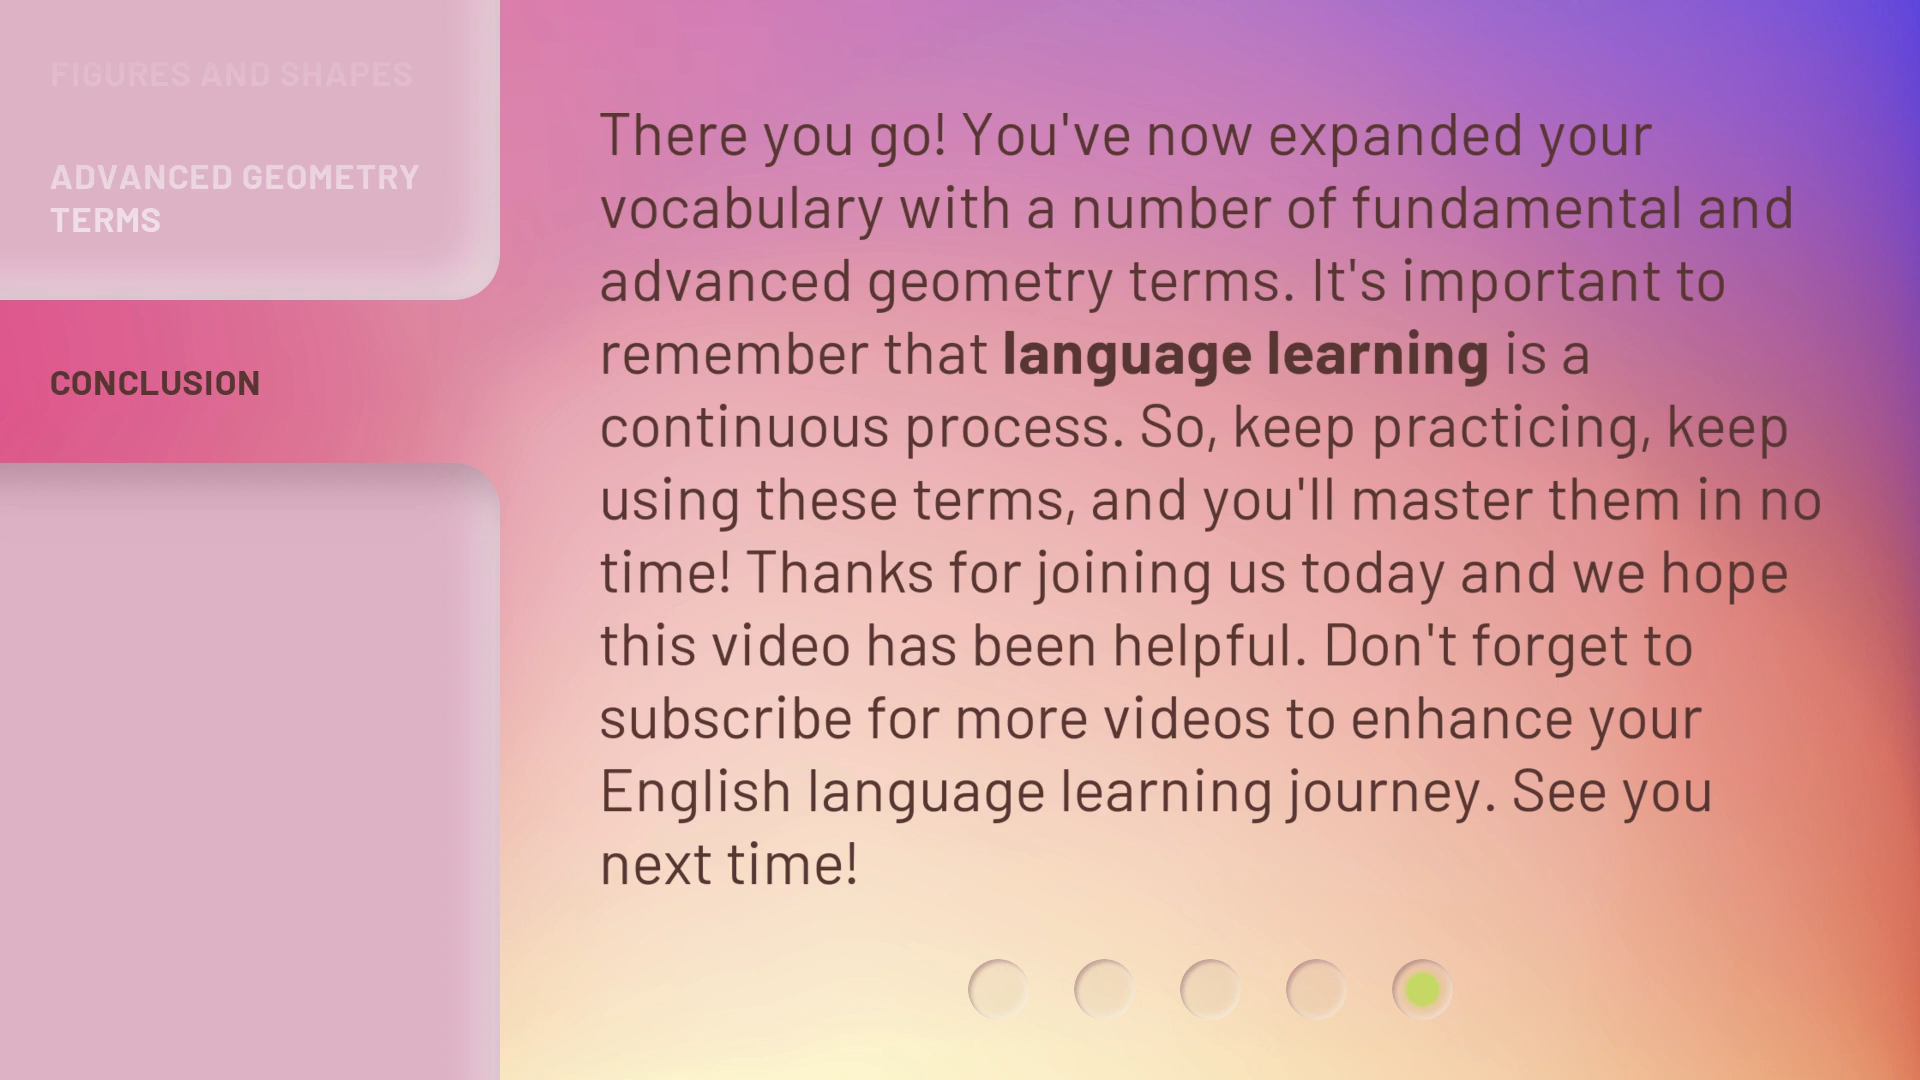 FIGURES AND SHAPES
ADVANCED GEOMETRY
TERMS
CONCLUSION
There you go! You've now expanded your
vocabulary with a number of fundamental and
advanced geometry terms. It's important to
remember that language learning is a
continuous process. So, keep practicing, keep
using these terms, and you'll master them in no
time! Thanks for joining us today and we hope
this video has been helpful. Don't forget to
subscribe for more videos to enhance your
English language learning journey. See you
next time!